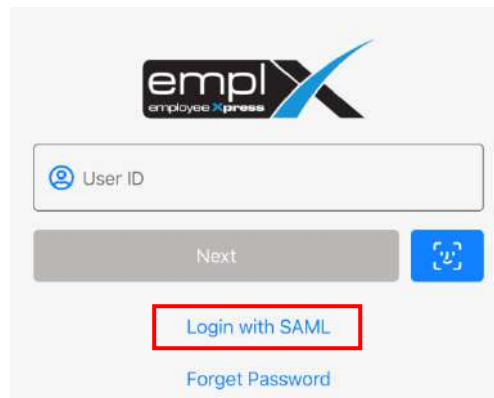 empl X
employee Xpress
User ID
Next
Login with SAML
Forget Password